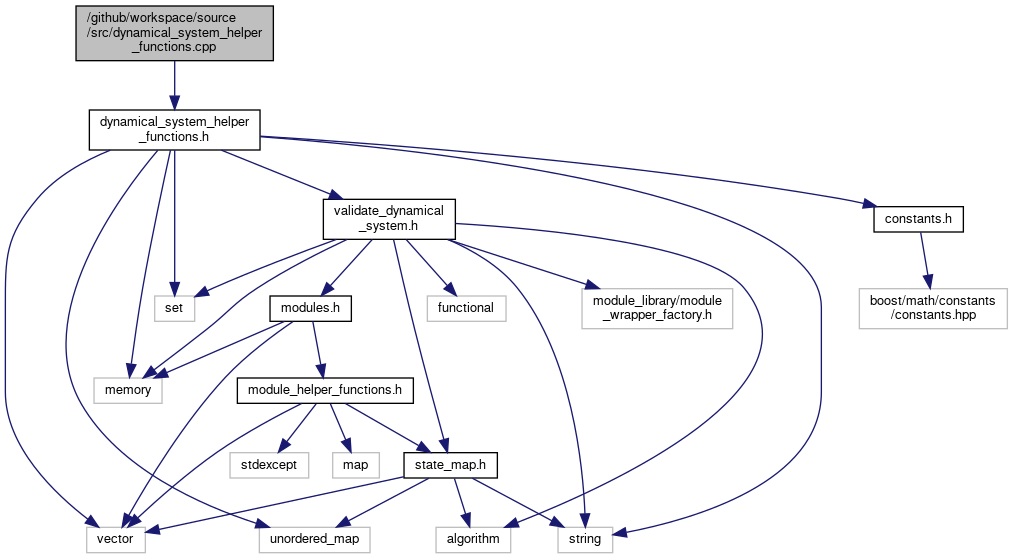 /github/workspace/source
/src/dynamical_system_helper
_functions.cpp
dynamical_system_helper
_functions.h
validate_dynamical
_system.h
constants.h
set
modules.h
functional
module_library/module
_wrapper_factory.h
boost/math/constants
/constants.hpp
memory
module_helper_functions.h
stdexcept
map
state_map.h
vector
unordered_map
algorithm
string